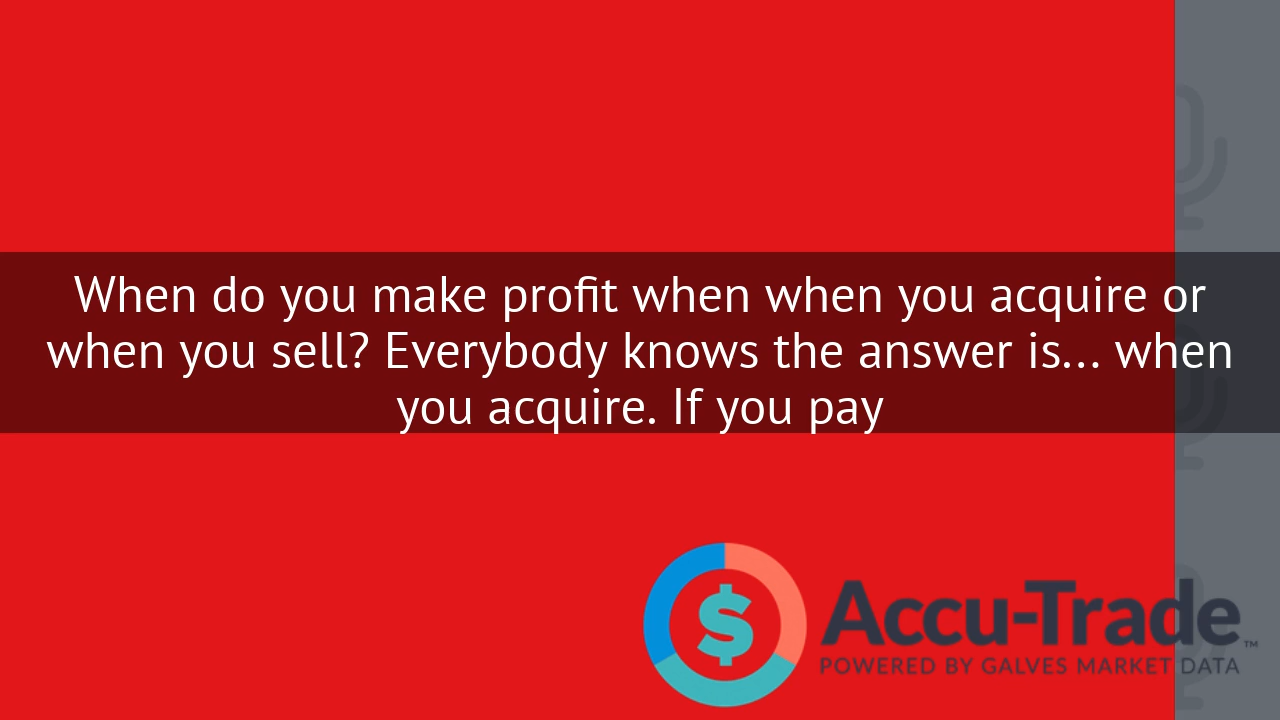 When do you make profit when when you acquire or
when you sell? Everybody knows the answer is... when
you acquire. If you pay
$
Accu-Trade™
POWERED BY GALVES MARKET DATA